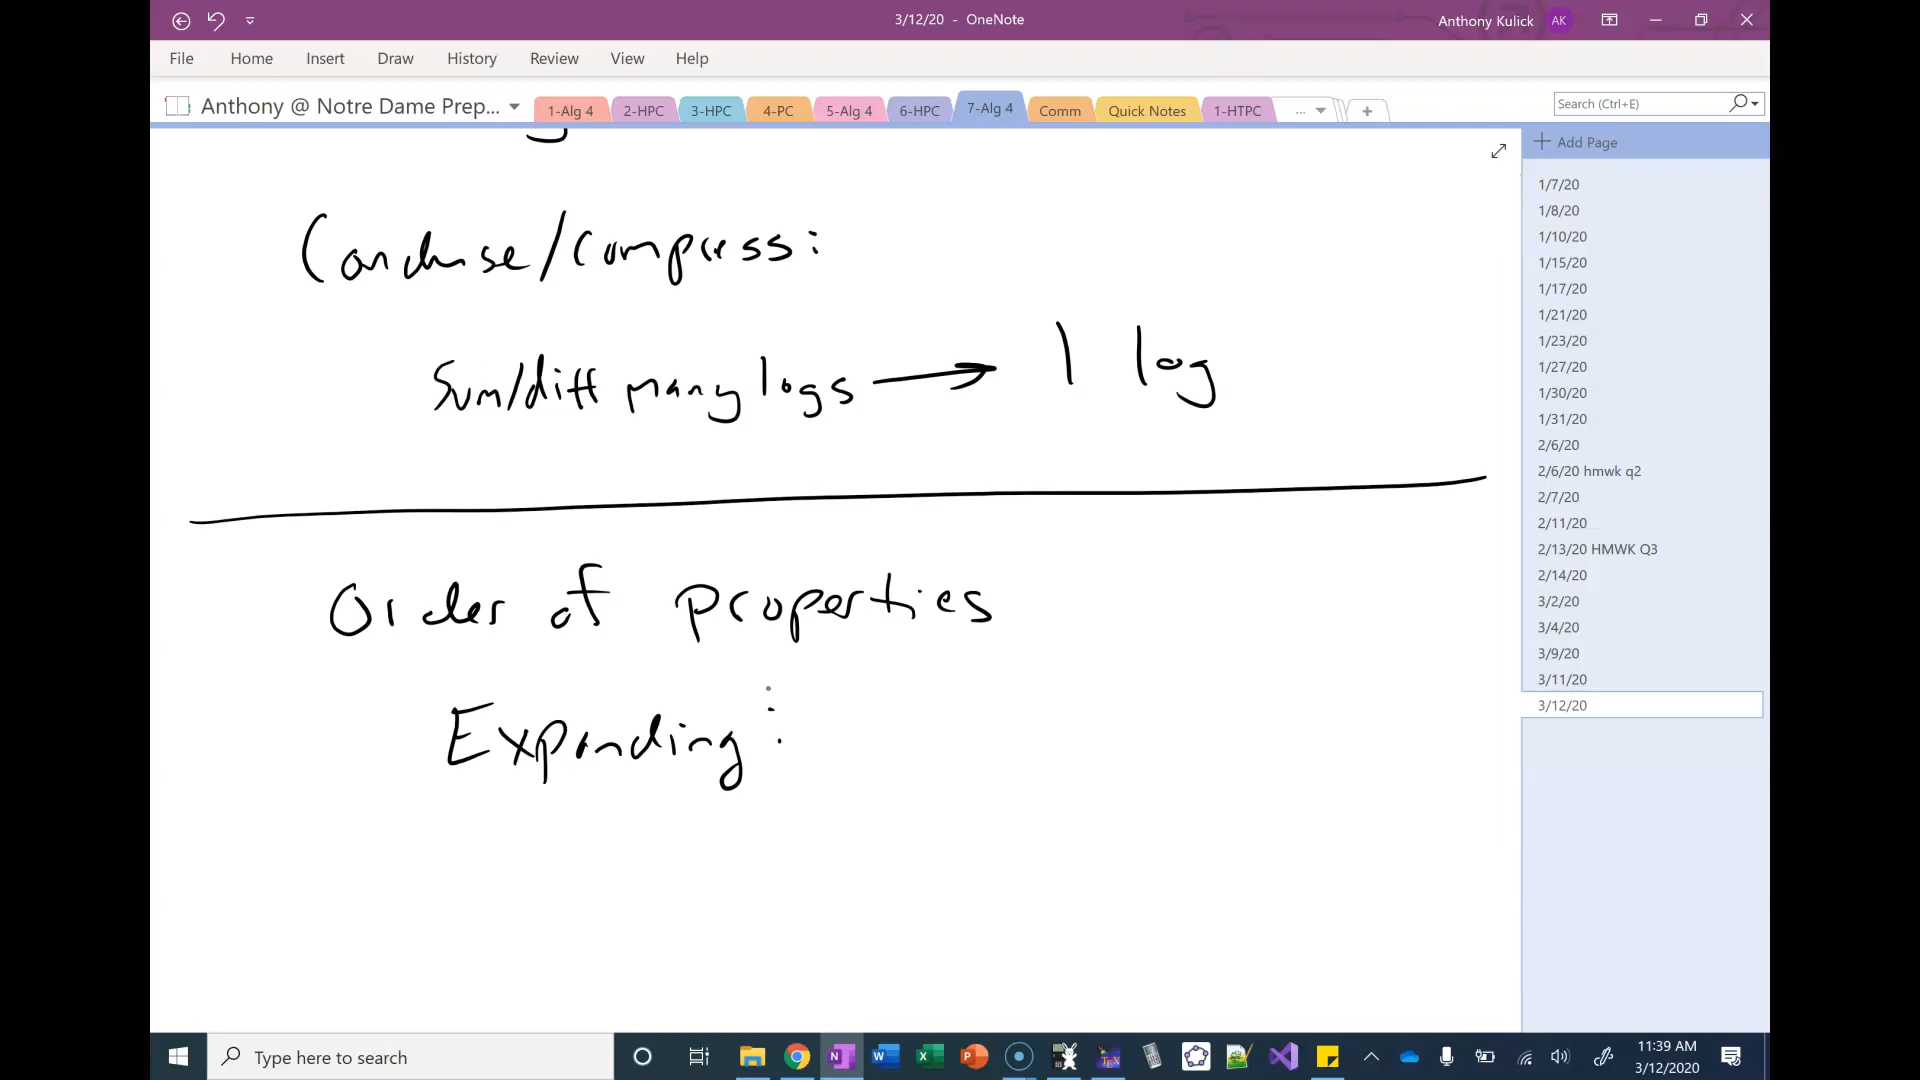 3/12/20 - OneNote
Anthony Kulick AK
File Home Insert Draw History Review View Help
Anthony @ Notre Dame Prep...
1-Alg 4 2-HPC 3-HPC 4-PC 5-Alg 4 6-HPC 7-Alg 4 Comm Quick Notes 1-HTPC ...
Search (Ctrl+E)
Add Page
1/7/20
1/8/20
1/10/20
1/15/20
1/17/20
1/21/20
1/23/20
1/27/20
1/30/20
1/31/20
2/6/20
2/6/20 hmwk q2
2/7/20
2/11/20
2/13/20 HMWK Q3
2/14/20
3/2/20
3/4/20
3/9/20
3/11/20
3/12/20
Condense/compress:
Sum/diff many logs → 1 log
Order of properties
Expanding:
Type here to search
11:39 AM
3/12/2020